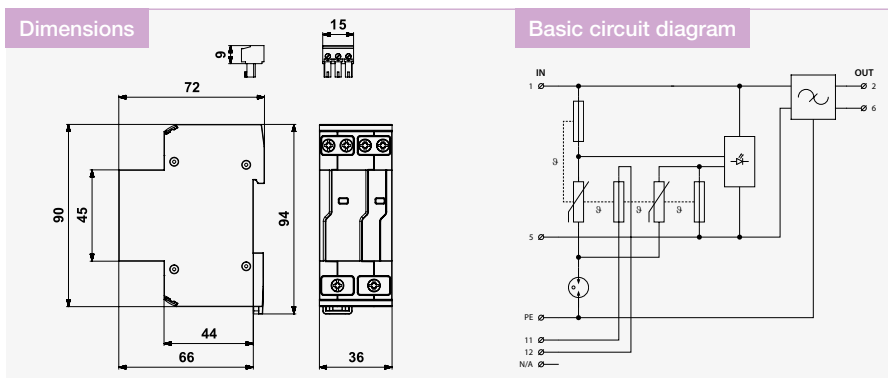 Dimensions
15
9
72
90
45
94
44
66
36
Basic circuit diagram
IN
OUT
1
2
6
ϑ
ϑ
ϑ
ϑ
5
PE
11
12
N/A